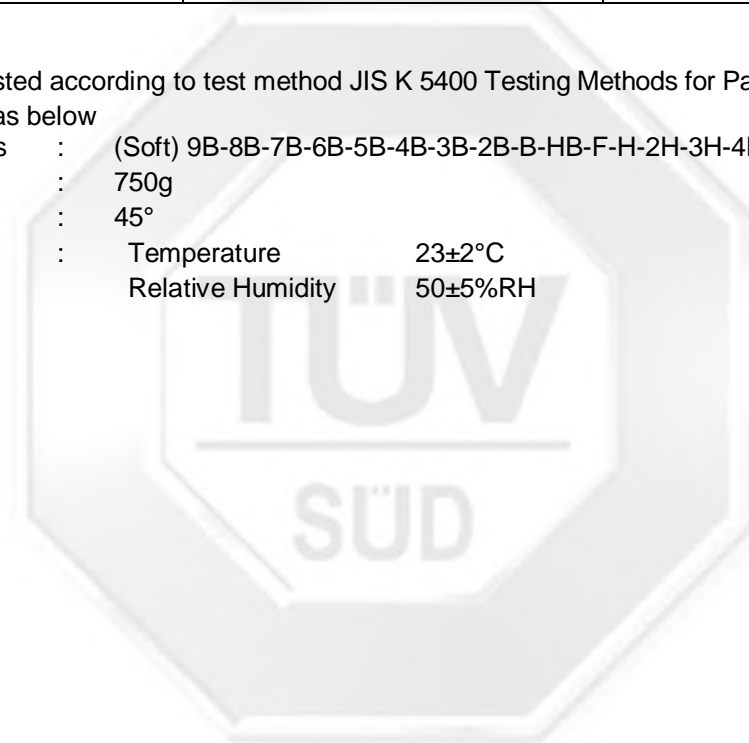 sted according to test method JIS K 5400 Testing Methods for Pa
as below
s : (Soft) 9B-8B-7B-6B-5B-4B-3B-2B-B-HB-F-H-2H-3H-4
: 750g
: 45°
: Temperature 23±2°C
Relative Humidity 50±5%RH
TÜV
SÜD